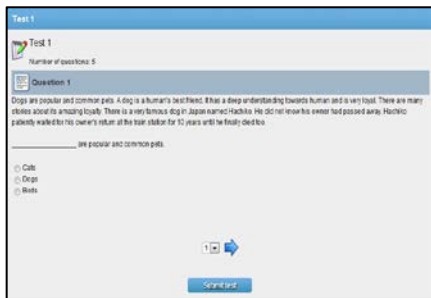 Test 1
Test 1
Number of questions: 5
Question 1
Dogs are popular and common pets. A dog is a human's best friend. It has a deep understanding towards human and is very loyal. There are many
stories about its amazing loyalty. There is a very famous dog in Japan named Hachiko. He did not know his owner had passed away. Hachiko
patiently waited for his owner's return at the train station for 10 years until he finally died too.
____________ are popular and common pets.
Cats
Dogs
Birds
1
Submit test